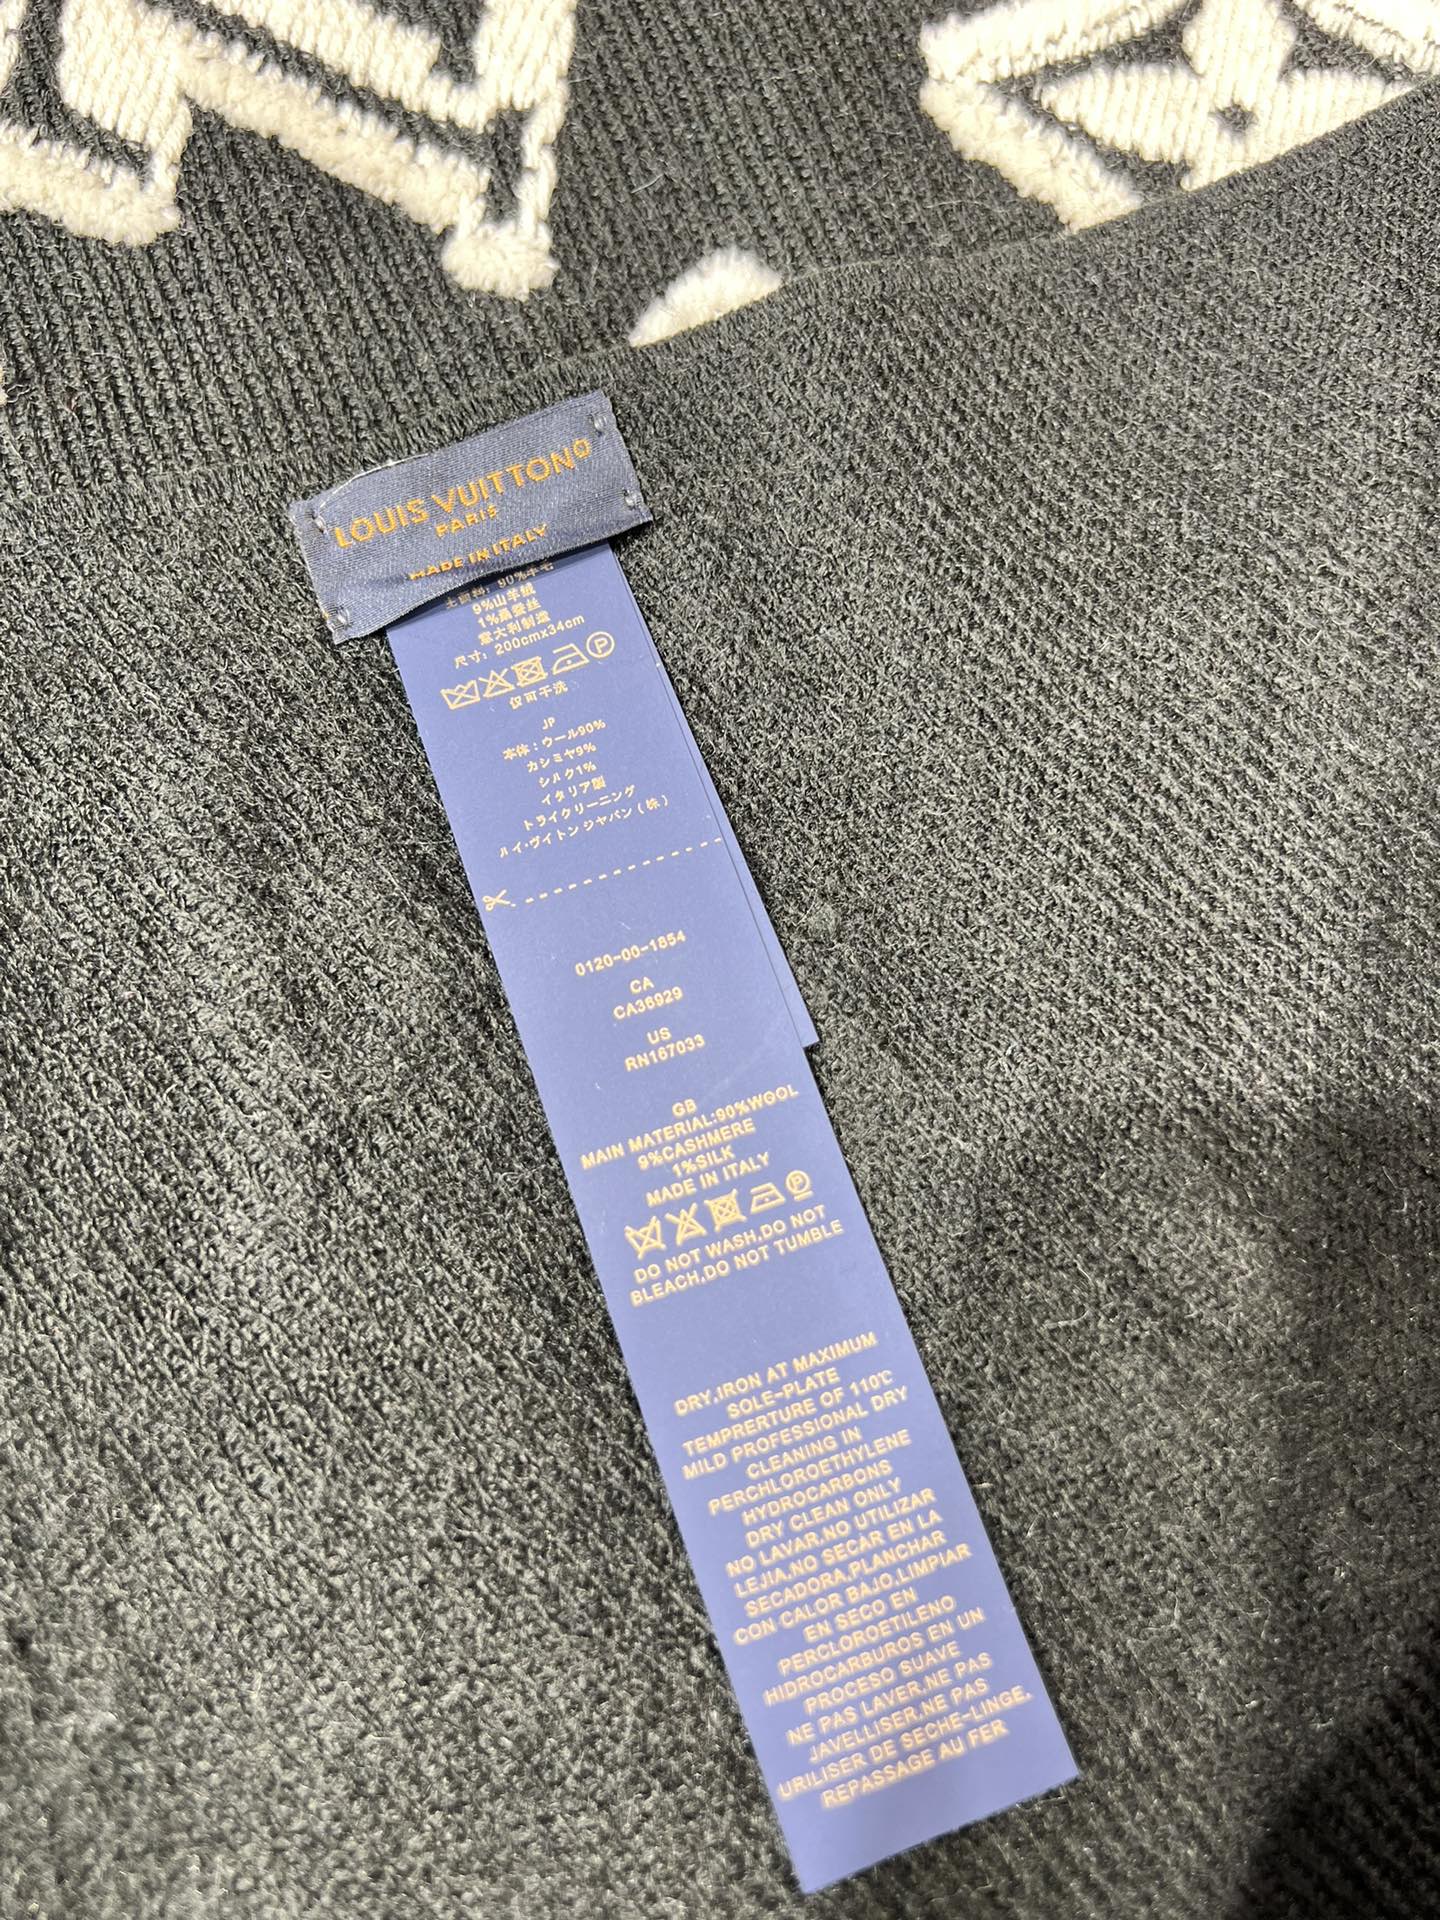 LOUIS VUITTON
PARIS
MADE IN ITALY
90%羊毛
9%山羊绒
1%桑蚕丝
意大利制造
尺寸：200cmx34cm
P
仅可干洗
JP
本体：ウール90%
カシミヤ9%
シルク1%
イタリア製
トライクリーニング
ルイ・ヴイトン ジヤパン（株）
0120-00-1854
CA
CA36929
US
RN167033
GB
MAIN MATERIAL:90%WGOL
9%CASHMERE
1%SILK
MADE IN ITALY
P
DO NOT WASH,DO NOT
BLEACH,DO NOT TUMBLE
DRY,IRON AT MAXIMUM
SOLE-PLATE
TEMPRERTURE OF 110℃
MILD PROFESSIONAL DRY
CLEANING IN
PERCHLOROETHYLENE
HYDROCARBONS
DRY CLEAN ONLY
NO LAVAR,NO UTILIZAR
LEJIA,NO SECAR EN LA
SECADORA,PLANCHAR
CON CALOR BAJO,LIMPIAR
EN SECO EN
PERCLOROETILENO
HIDROCARBUROS EN UN
PROCESO SUAVE
NE PAS LAVER,NE PAS
JAVELLISER,NE PAS
URILISER DE SECHE-LINGE,
REPASSAGE AU FER